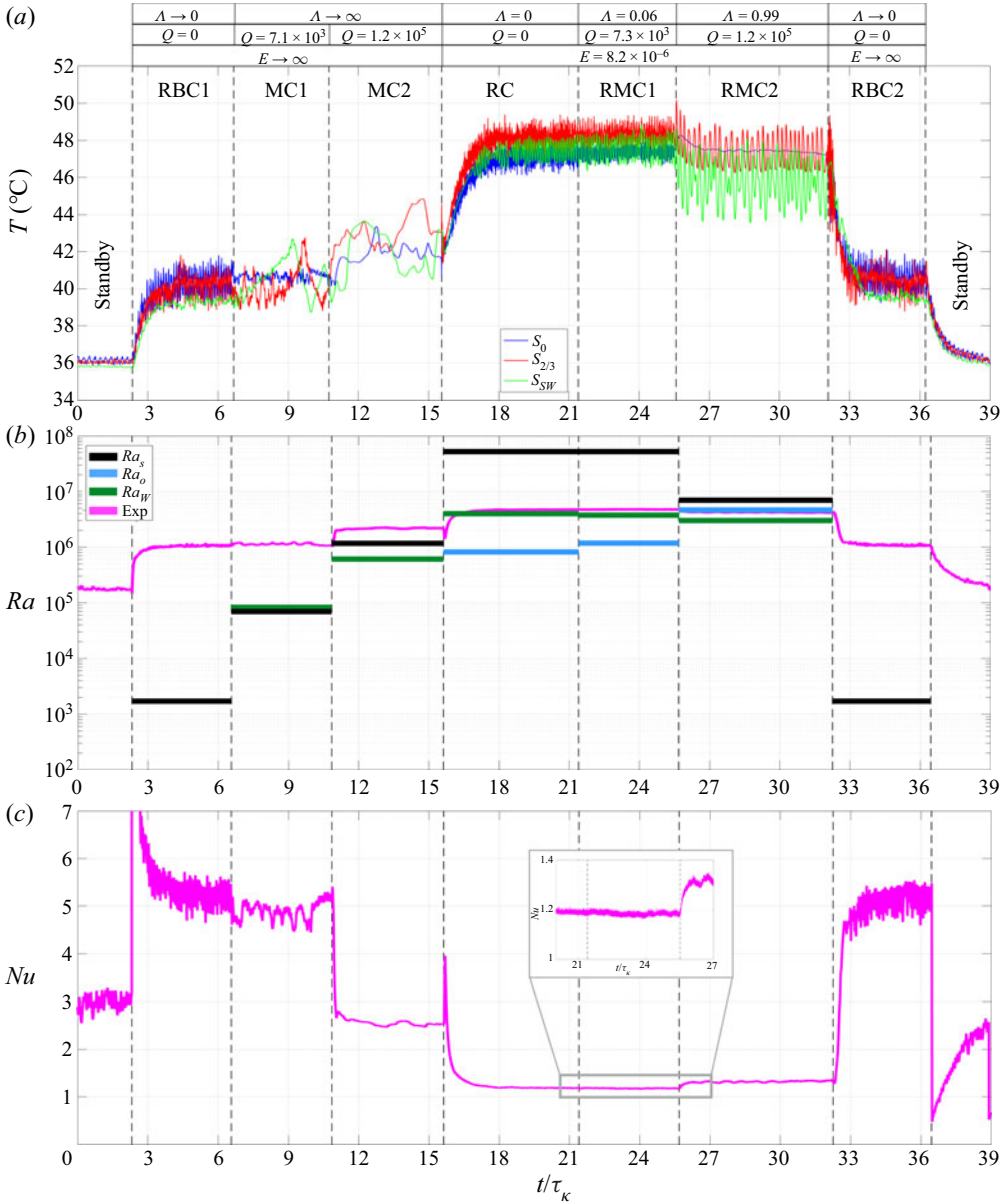 (a)
Λ → 0 Λ → ∞ Λ = 0 Λ = 0.06 Λ = 0.99 Λ → 0
Q = 0 Q = 7.1 × 10³ Q = 1.2 × 10⁵ Q = 0 Q = 7.3 × 10³ Q = 1.2 × 10⁵ Q = 0
E → ∞ E = 8.2 × 10⁻⁶ E → ∞
52
RBC1 MC1 MC2 RC RMC1 RMC2 RBC2
50
48
46
T (°C)
44
42
40
38
36
34
Standby
Standby
S₀
S₂/₃
S_SW
0 3 6 9 12 15 18 21 24 27 30 33 36 39
(b)
10⁸
10⁷
10⁶
10⁵
10⁴
10³
10²
Ra
Ra_s
Ra_o
Ra_W
Exp
0 3 6 9 12 15 18 21 24 27 30 33 36 39
(c)
7
6
5
4
3
2
1
Nu
1.4
1.2
1
Nu
21 24 27
t/τ_κ
0 3 6 9 12 15 18 21 24 27 30 33 36 39
t/τ_κ